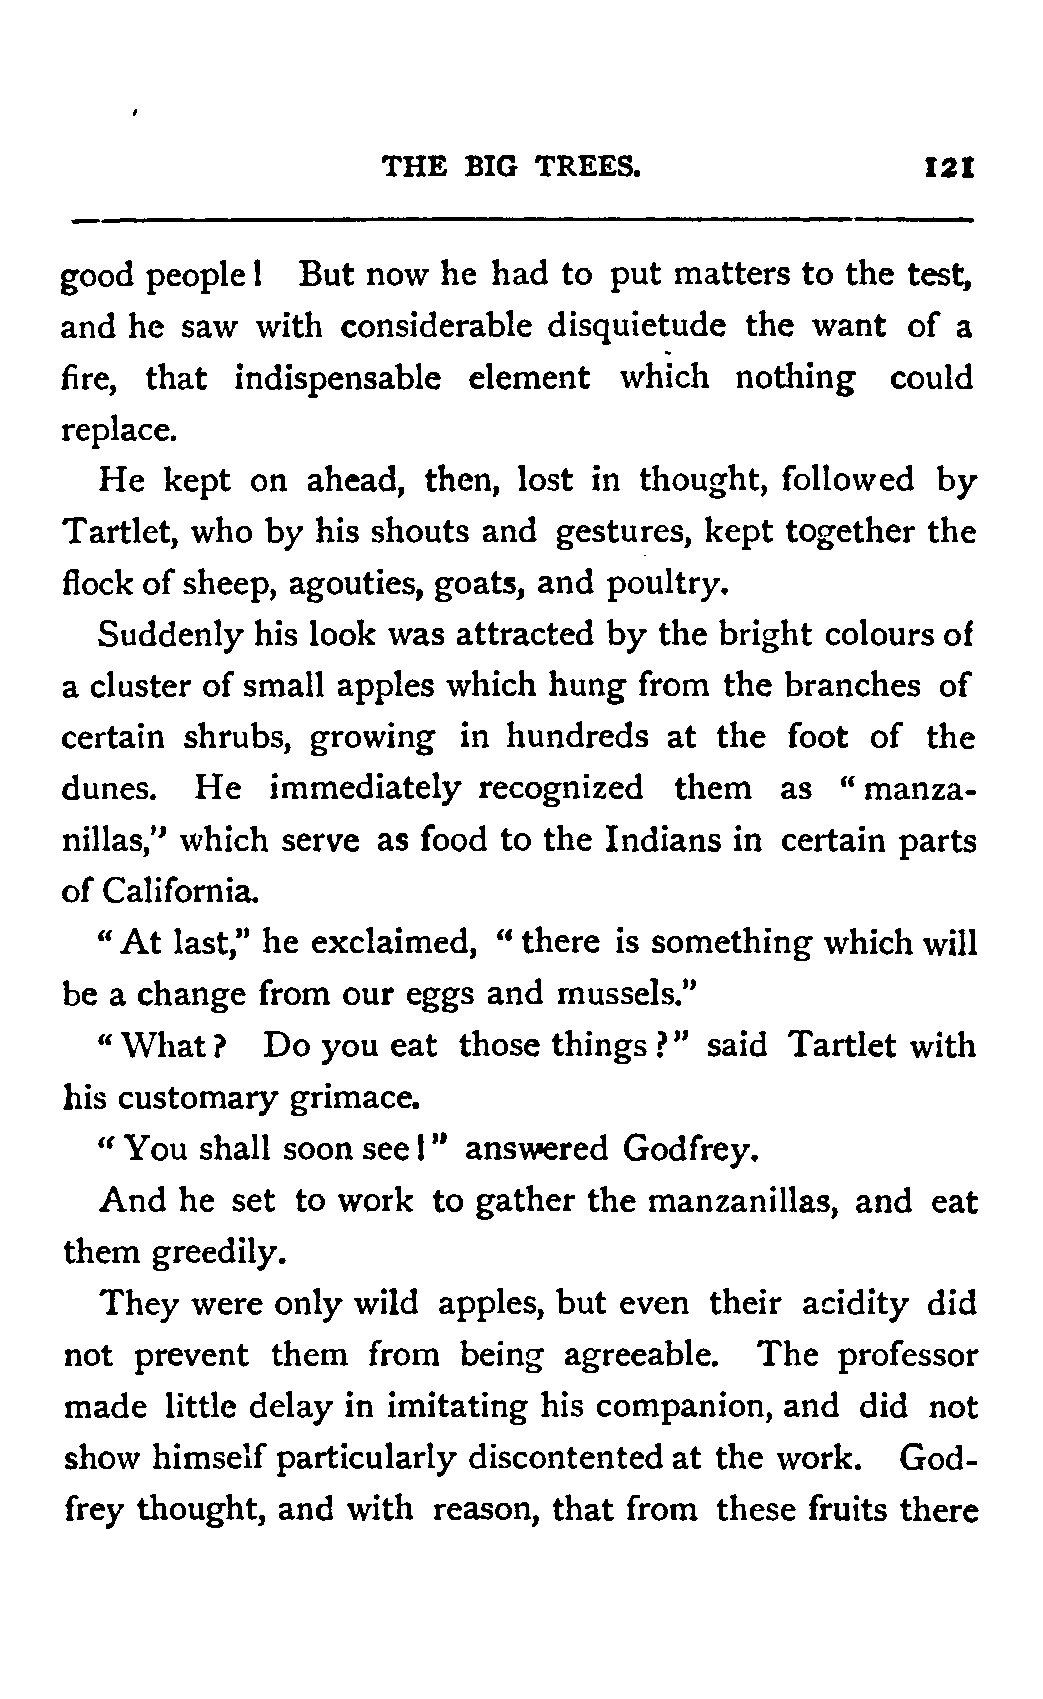 THE BIG TREES. 121
good people! But now he had to put matters to the test,
and he saw with considerable disquietude the want of a
fire, that indispensable element which nothing could
replace.
He kept on ahead, then, lost in thought, followed by
Tartlet, who by his shouts and gestures, kept together the
flock of sheep, agouties, goats, and poultry.
Suddenly his look was attracted by the bright colours of
a cluster of small apples which hung from the branches of
certain shrubs, growing in hundreds at the foot of the
dunes. He immediately recognized them as "manza-
nillas," which serve as food to the Indians in certain parts
of California.
"At last," he exclaimed, "there is something which will
be a change from our eggs and mussels."
"What? Do you eat those things?" said Tartlet with
his customary grimace.
"You shall soon see!" answered Godfrey.
And he set to work to gather the manzanillas, and eat
them greedily.
They were only wild apples, but even their acidity did
not prevent them from being agreeable. The professor
made little delay in imitating his companion, and did not
show himself particularly discontented at the work. God-
frey thought, and with reason, that from these fruits there